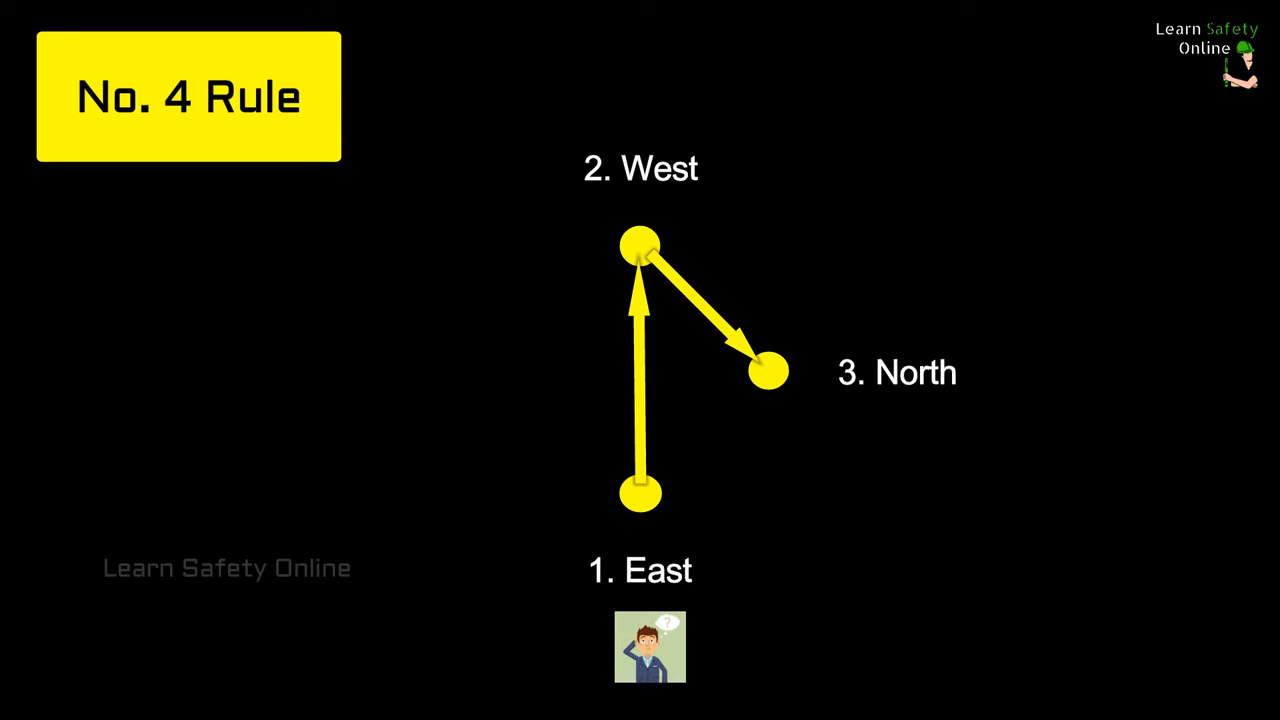 No. 4 Rule
Learn Safety
Online
2. West
3. North
Learn Safety Online
1. East
?